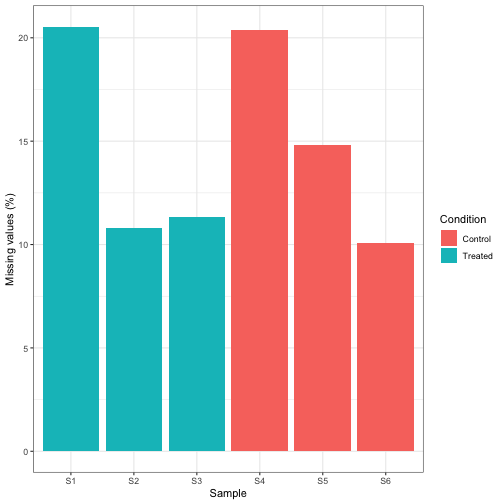 Missing values (%)
20
15
10
5
0
S1 S2 S3 S4 S5 S6
Sample
Condition
Control
Treated